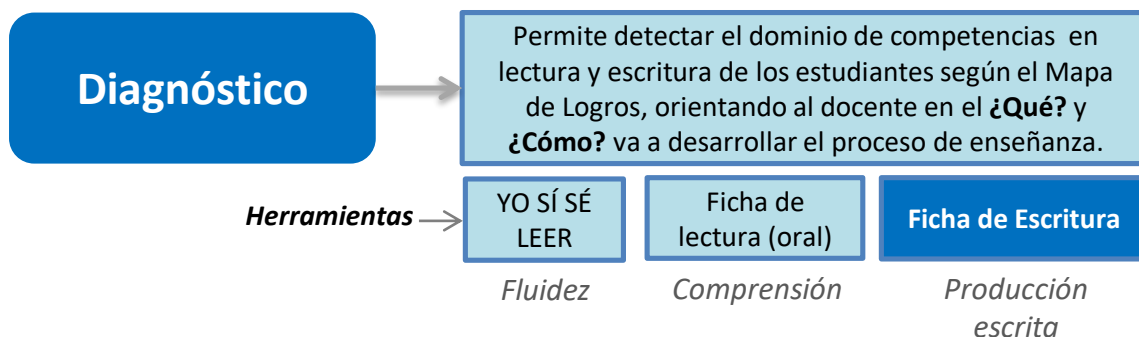 Diagnóstico
Permite detectar el dominio de competencias en
lectura y escritura de los estudiantes según el Mapa
de Logros, orientando al docente en el ¿Qué? y
¿Cómo? va a desarrollar el proceso de enseñanza.
Herramientas
YO SÍ SÉ
LEER
Ficha de
lectura (oral)
Ficha de Escritura
Fluidez
Comprensión
Producción
escrita